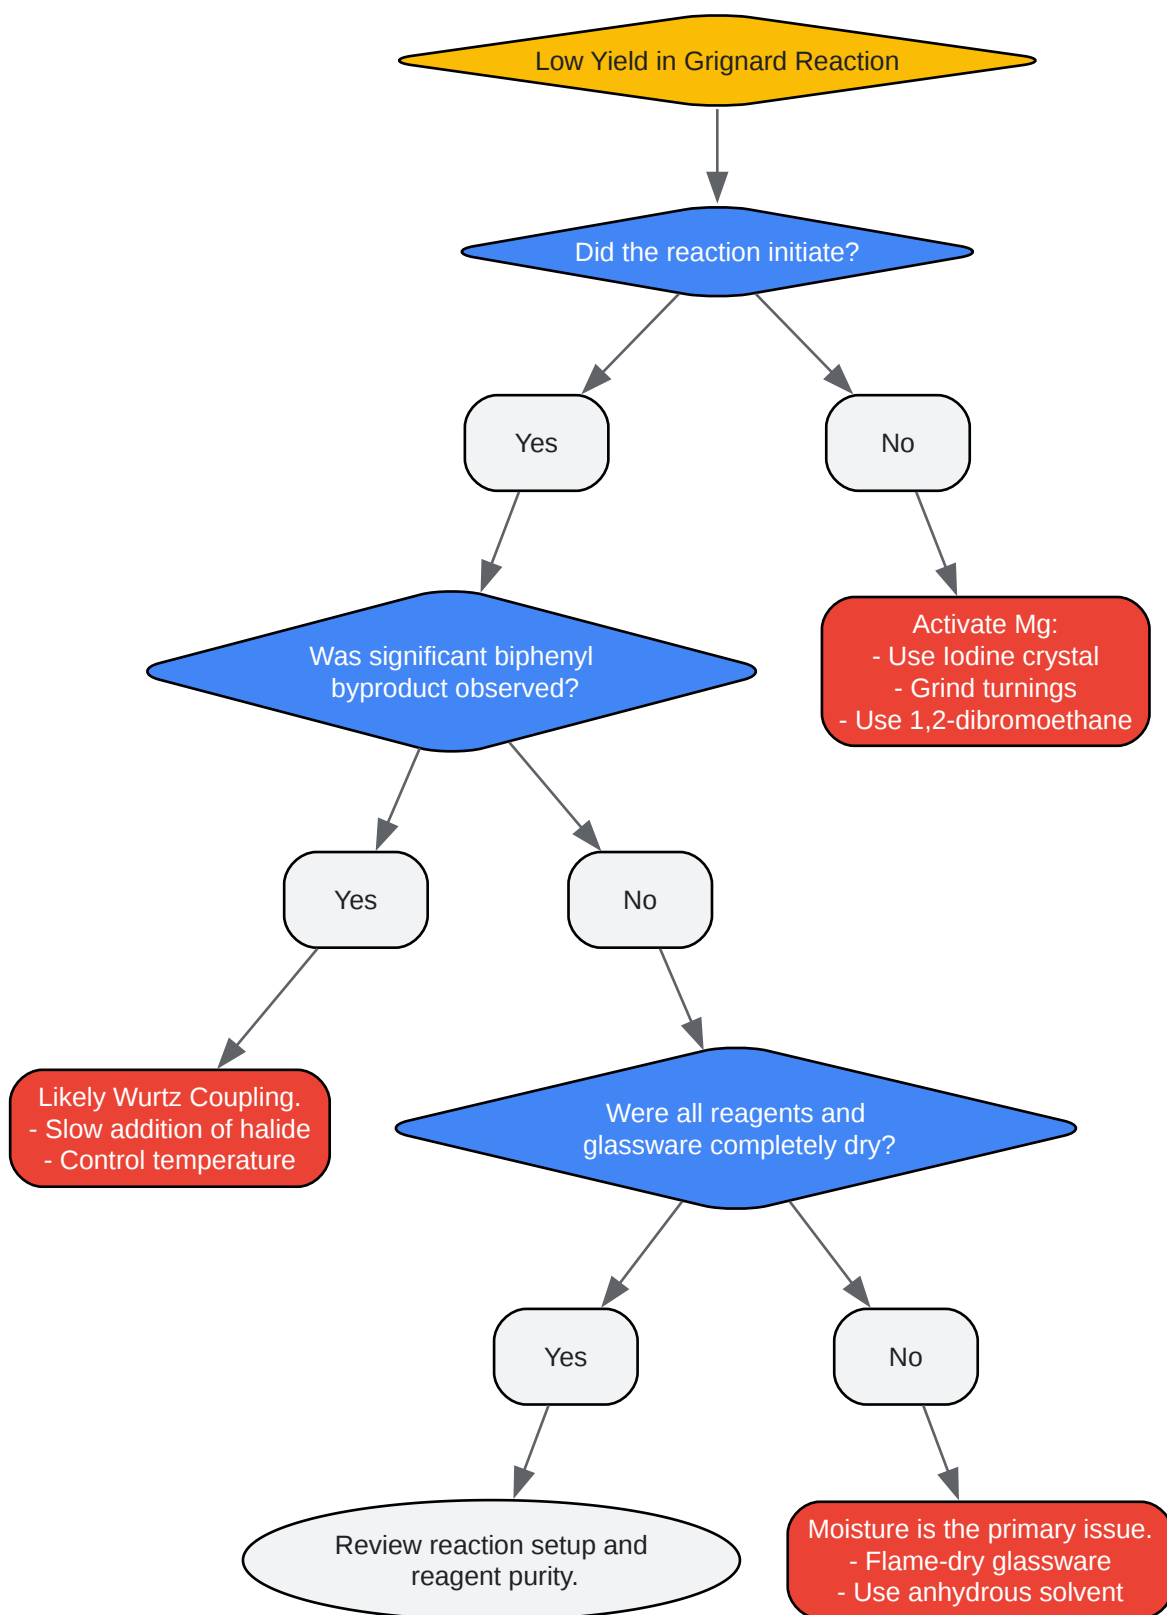 Low Yield in Grignard Reaction
Did the reaction initiate?
Yes
No
Was significant biphenyl
byproduct observed?
Activate Mg:
- Use Iodine crystal
- Grind turnings
- Use 1,2-dibromoethane
Yes
No
Likely Wurtz Coupling.
- Slow addition of halide
- Control temperature
Were all reagents and
glassware completely dry?
Yes
No
Review reaction setup and
reagent purity.
Moisture is the primary issue.
- Flame-dry glassware
- Use anhydrous solvent